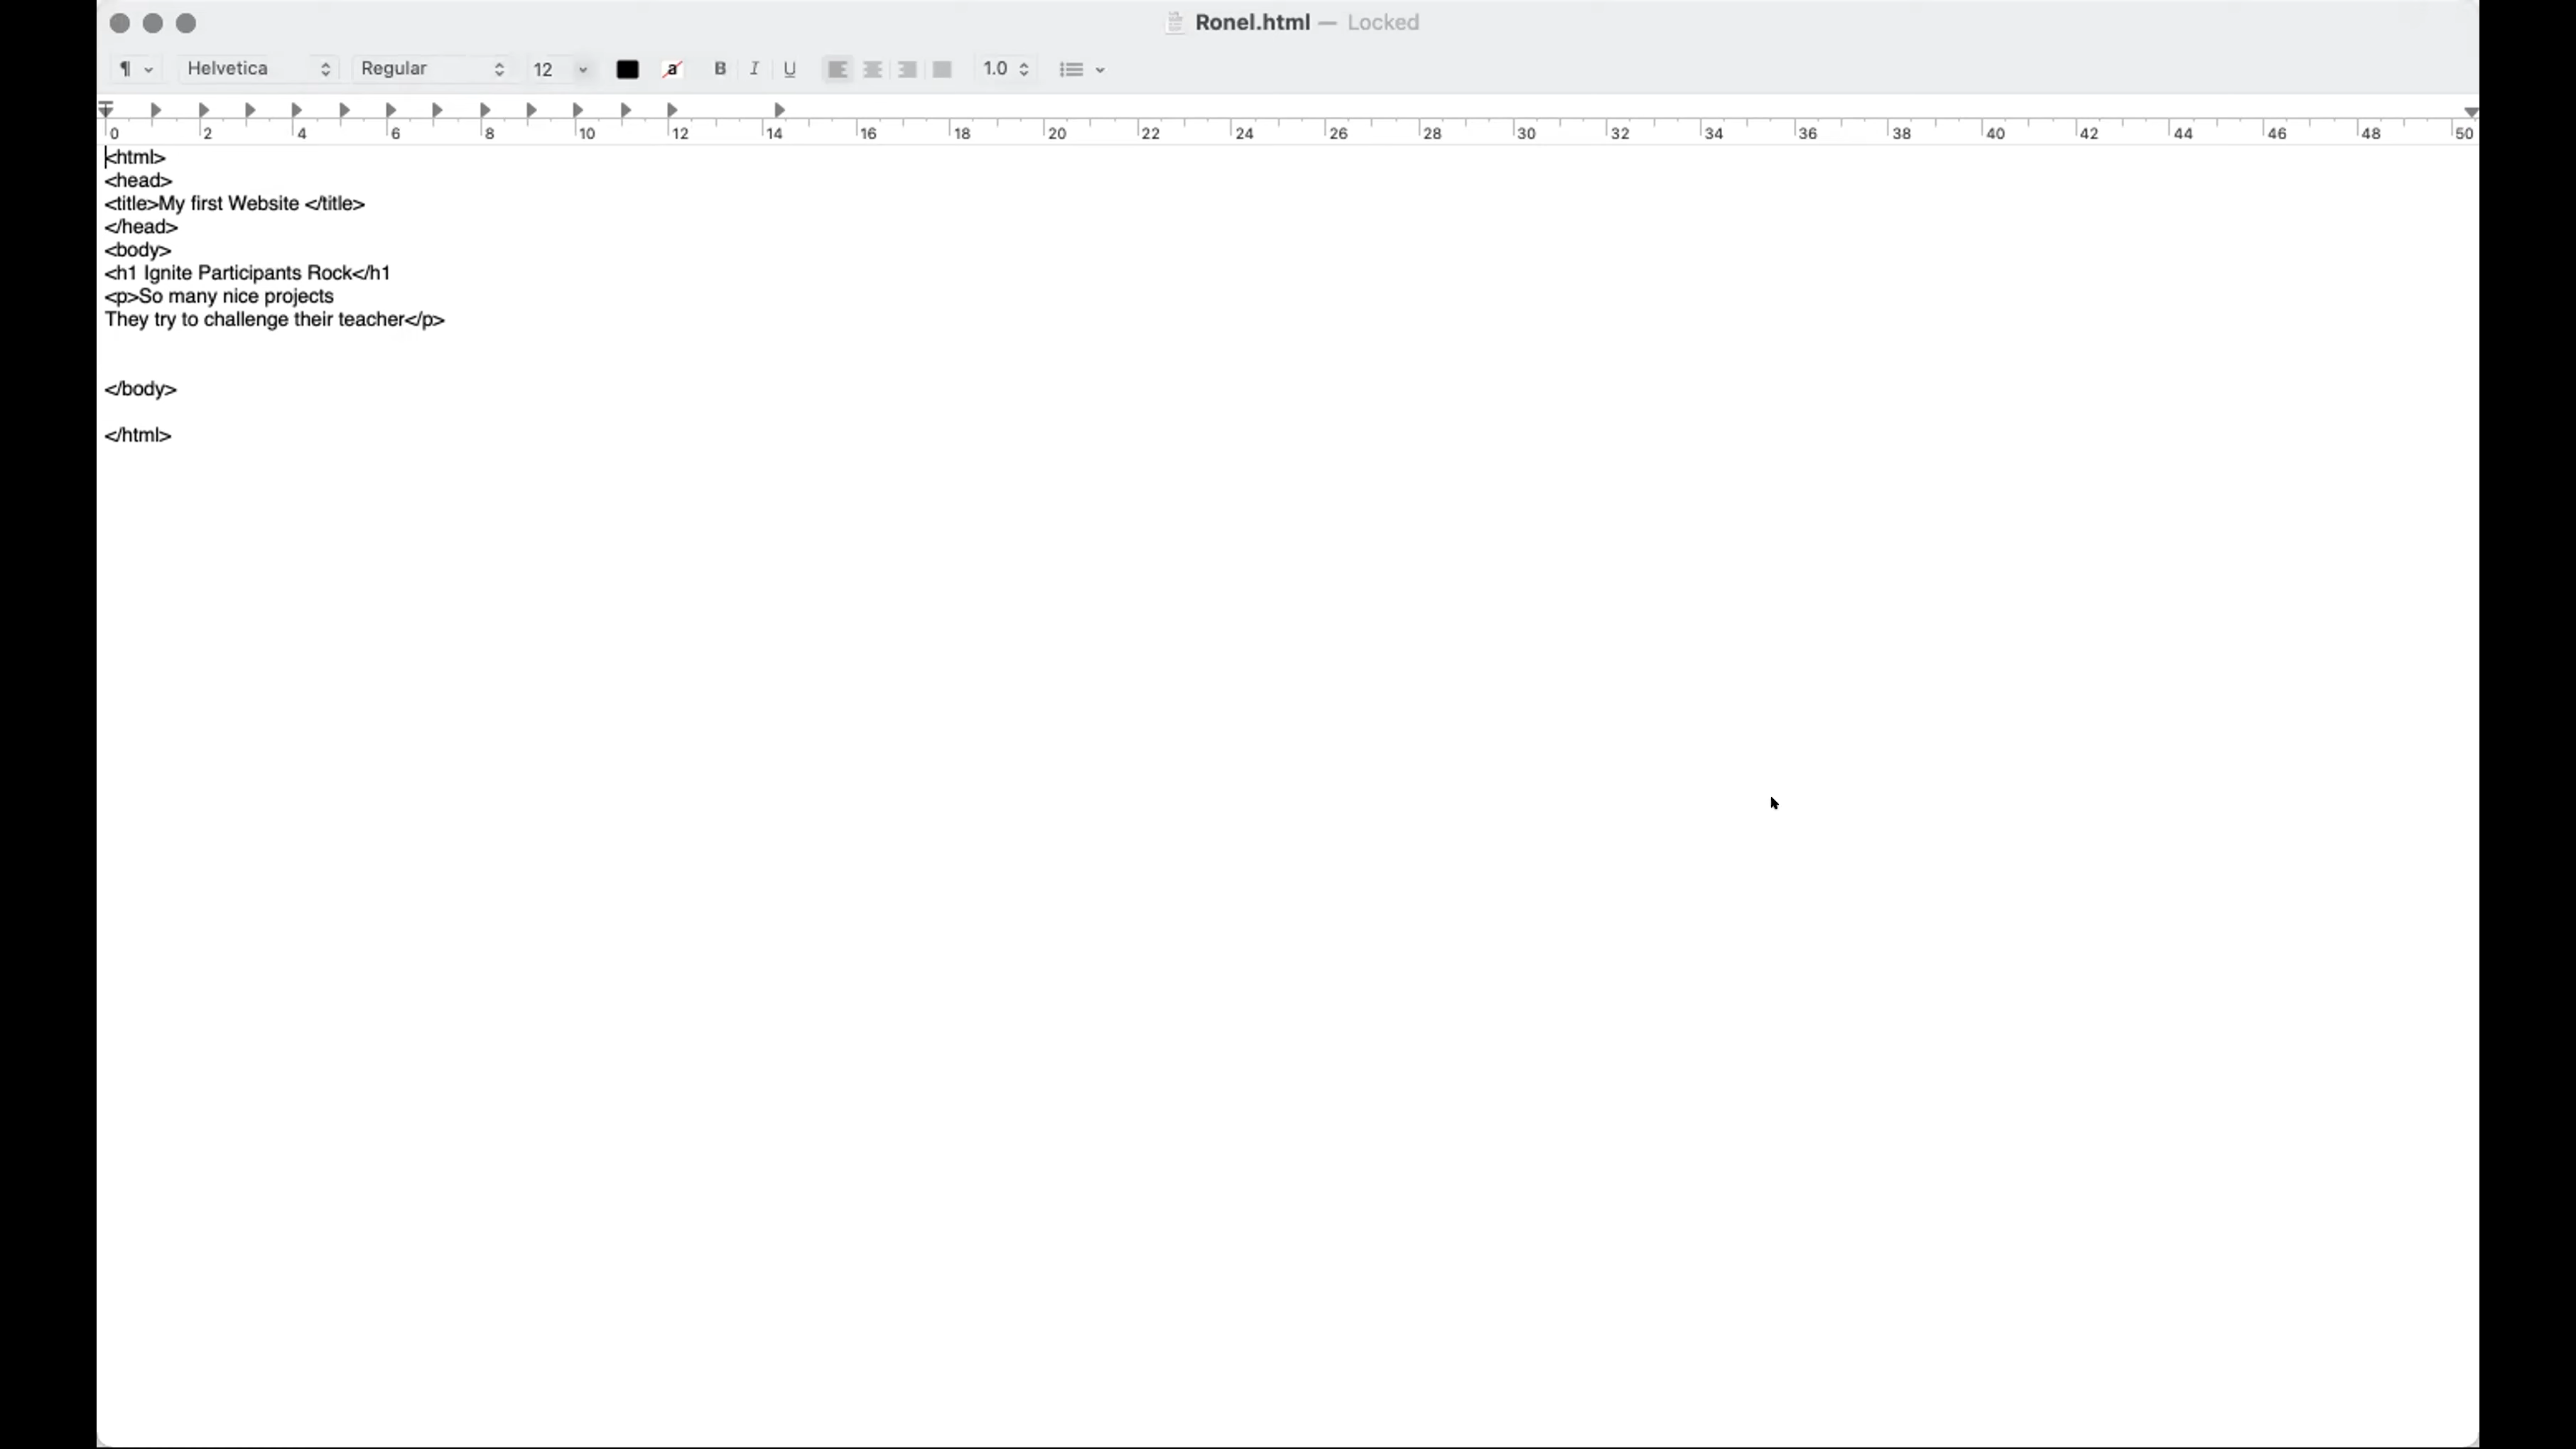 Ronel.html — Locked
¶ Helvetica Regular 12 a B I U 1.0
0 2 4 6 8 10 12 14 16 18 20 22 24 26 28 30 32 34 36 38 40 42 44 46 48 50
<html>
<head>
<title>My first Website </title>
</head>
<body>
<h1 Ignite Participants Rock</h1
<p>So many nice projects
They try to challenge their teacher</p>
</body>
</html>